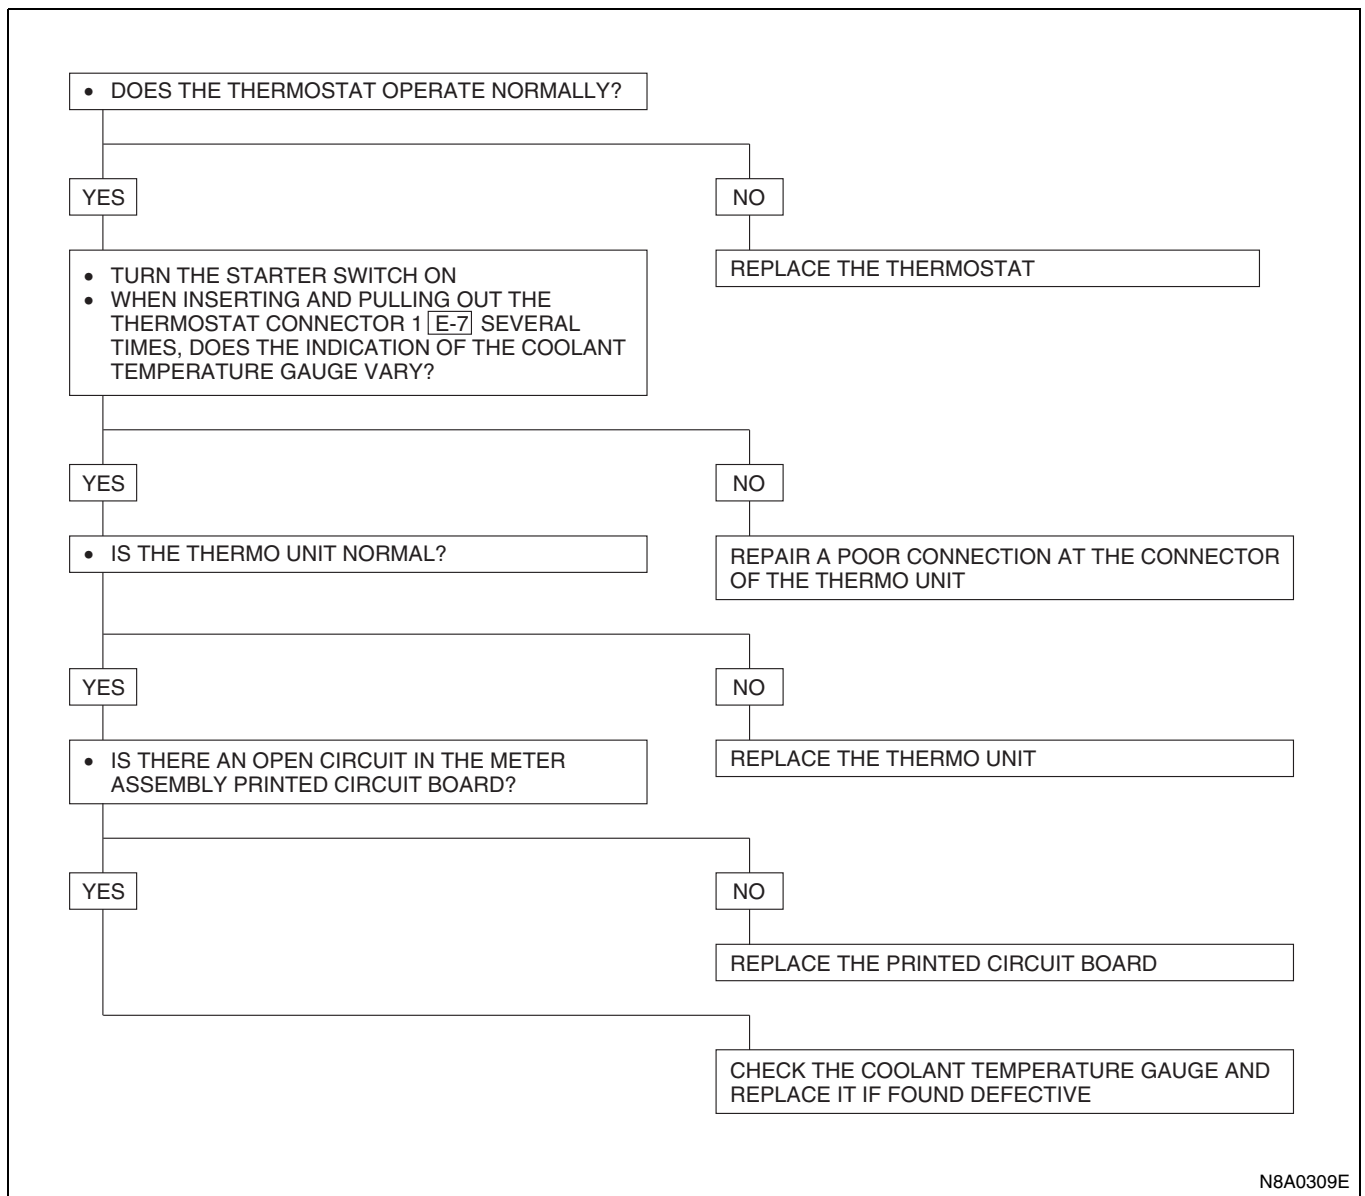 • DOES THE THERMOSTAT OPERATE NORMALLY?
YES
NO
• TURN THE STARTER SWITCH ON
• WHEN INSERTING AND PULLING OUT THE
THERMOSTAT CONNECTOR 1 E-7 SEVERAL
TIMES, DOES THE INDICATION OF THE COOLANT
TEMPERATURE GAUGE VARY?
REPLACE THE THERMOSTAT
YES
NO
• IS THE THERMO UNIT NORMAL?
REPAIR A POOR CONNECTION AT THE CONNECTOR
OF THE THERMO UNIT
YES
NO
• IS THERE AN OPEN CIRCUIT IN THE METER
ASSEMBLY PRINTED CIRCUIT BOARD?
REPLACE THE THERMO UNIT
YES
NO
REPLACE THE PRINTED CIRCUIT BOARD
CHECK THE COOLANT TEMPERATURE GAUGE AND
REPLACE IT IF FOUND DEFECTIVE
N8A0309E